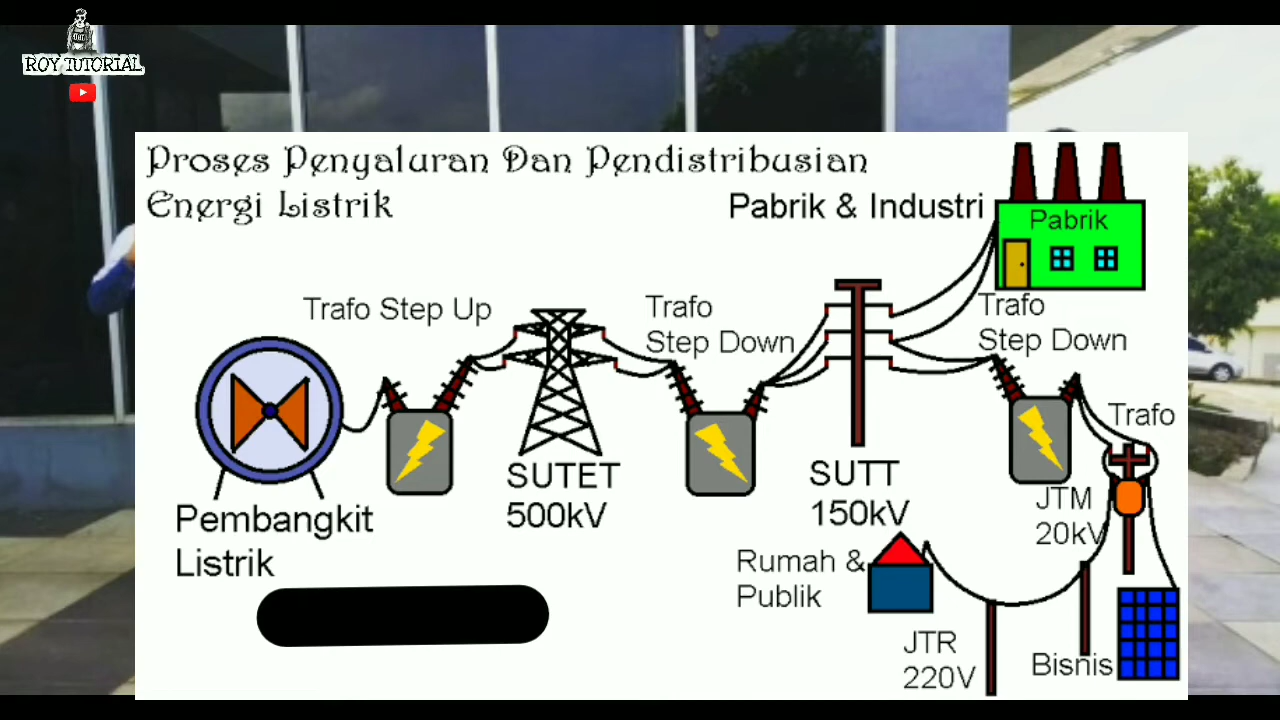 ROY TUTORIAL
Proses Penyaluran Dan Pendistribusian
Energi Listrik
Pabrik & Industri
Pabrik
Trafo Step Up
Trafo
Step Down
Trafo
Step Down
Trafo
SUTET
500kV
SUTT
150kV
JTM
20kV
Pembangkit
Listrik
Rumah &
Publik
JTR
220V
Bisnis